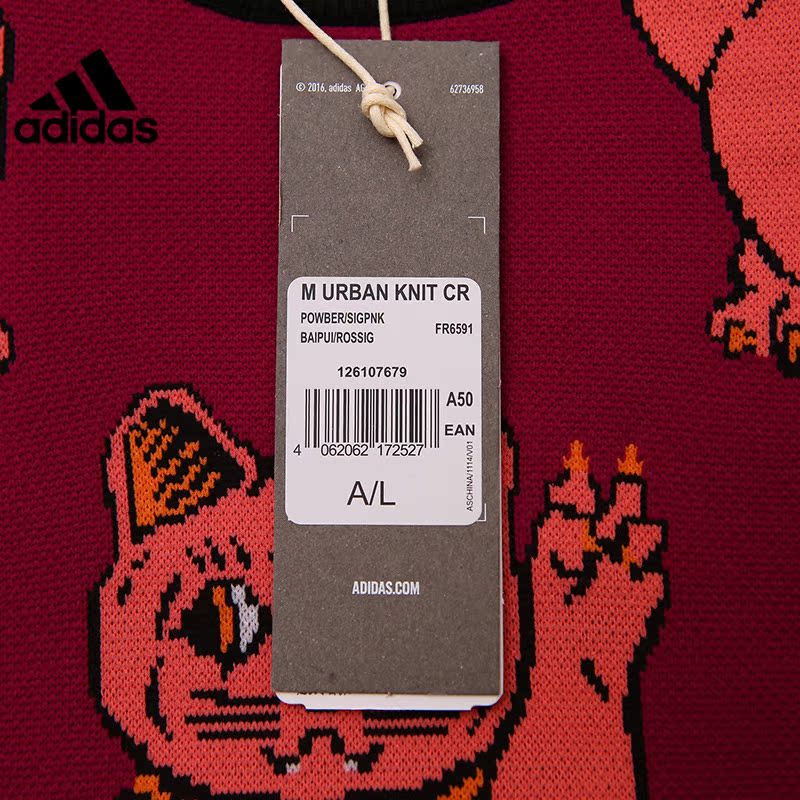 adidas
© 2016, adidas AG
62736958
M URBAN KNIT CR
POWBER/SIGPNK
BAIPUI/ROSSIG
FR6591
126107679
A50
EAN
4 062062 172527
A/L
ASCHINA/1114/V01
ADIDAS.COM